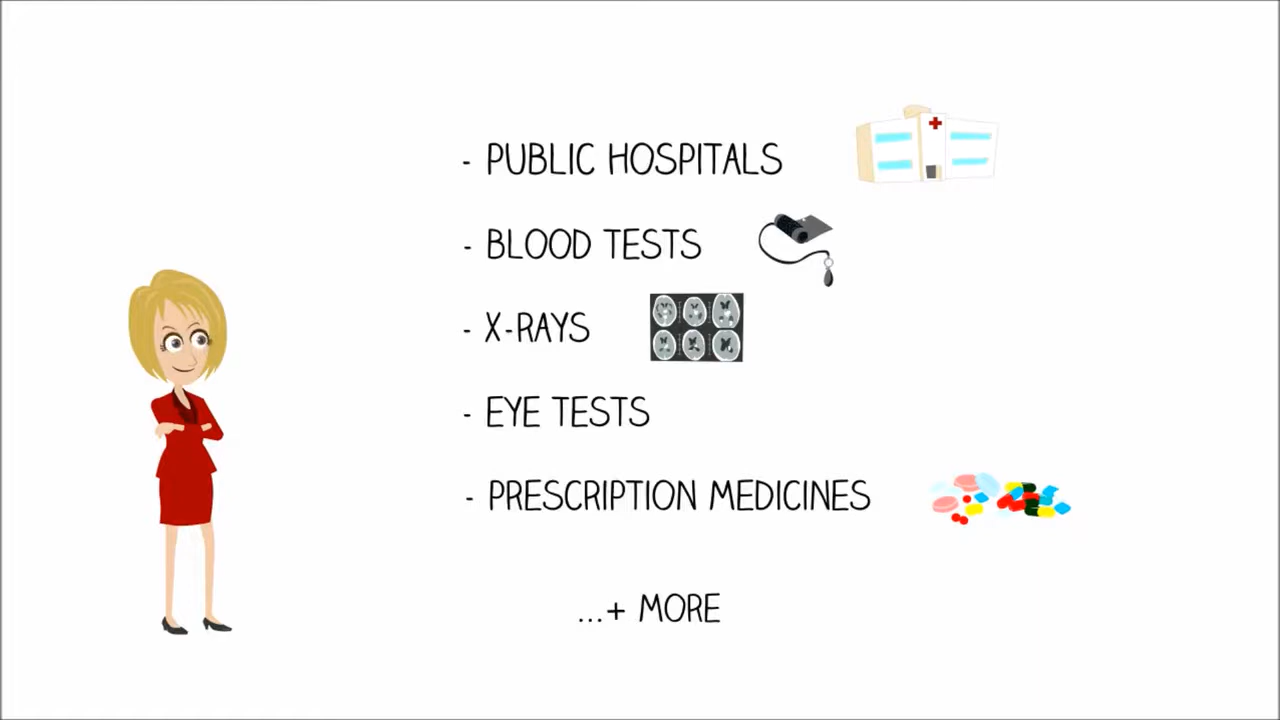 - PUBLIC HOSPITALS
- BLOOD TESTS
- X-RAYS
- EYE TESTS
- PRESCRIPTION MEDICINES
...+ MORE